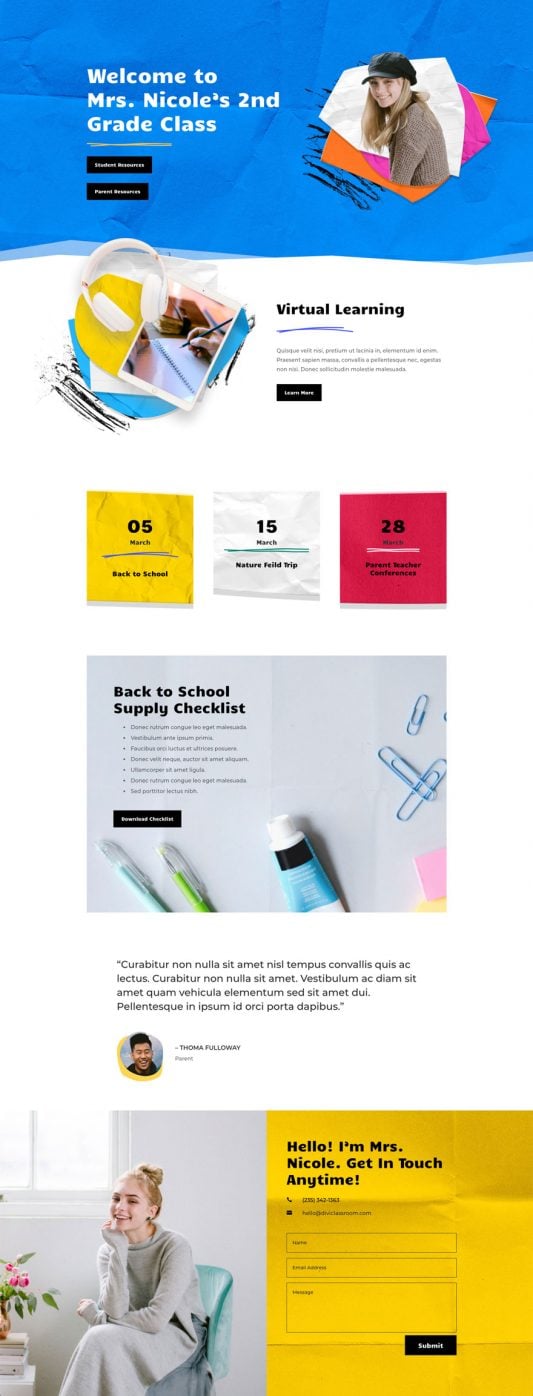 Welcome to
Mrs. Nicole's 2nd
Grade Class
Student Resources
Parent Resources
Virtual Learning
Quisque velit nisi, pretium ut lacinia in, elementum id enim.
Praesent sapien massa, convallis a pellentesque nec, egestas
non nisi. Donec sollicitudin molestie malesuada.
Learn More
05
March
Back to School
15
March
Nature Feild Trip
28
March
Parent Teacher
Conferences
Back to School
Supply Checklist
Donec rutrum congue leo eget malesuada.
Vestibulum ante ipsum primis.
Faucibus orci luctus et ultrices posuere.
Donec velit neque, auctor sit amet aliquam.
Ullamcorper sit amet ligula.
Donec rutrum congue leo eget malesuada.
Sed porttitor lectus nibh.
Download Checklist
“Curabitur non nulla sit amet nisl tempus convallis quis ac
lectus. Curabitur non nulla sit amet. Vestibulum ac diam sit
amet quam vehicula elementum sed sit amet dui.
Pellentesque in ipsum id orci porta dapibus.”
– THOMA FULLOWAY
Parent
Hello! I'm Mrs.
Nicole. Get In Touch
Anytime!
(235) 342-1363
hello@diviclassroom.com
Name
Email Address
Message
Submit